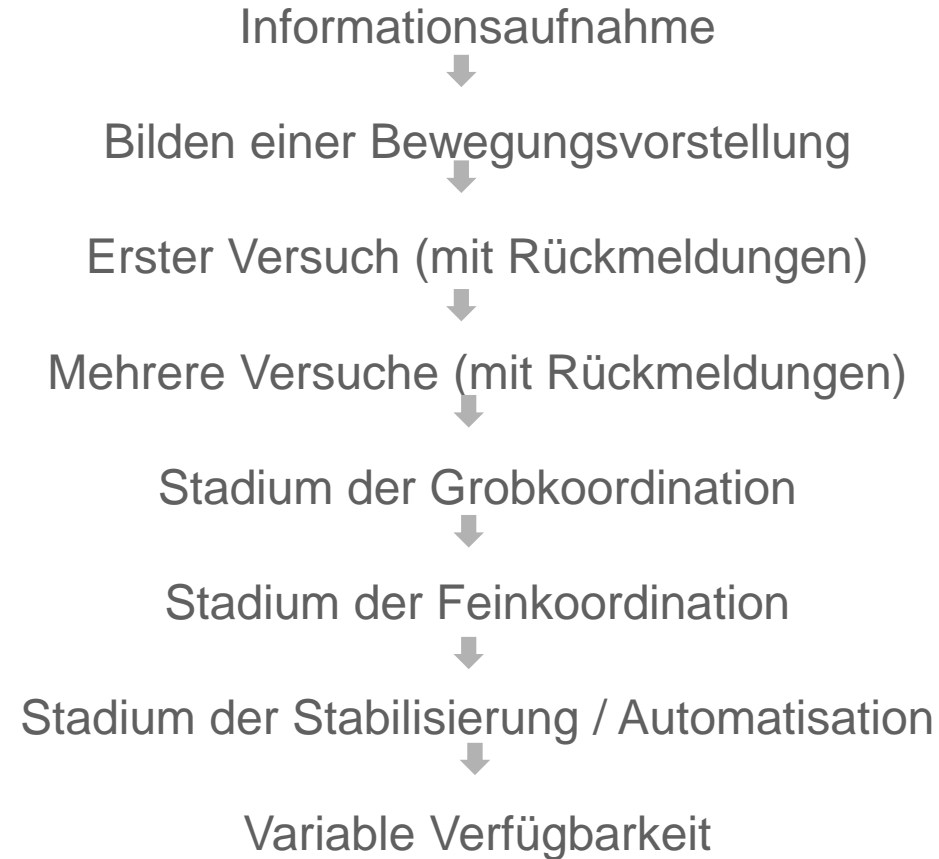 Informationsaufnahme
Bilden einer Bewegungsvorstellung
Erster Versuch (mit Rückmeldungen)
Mehrere Versuche (mit Rückmeldungen)
Stadium der Grobkoordination
Stadium der Feinkoordination
Stadium der Stabilisierung / Automatisation
Variable Verfügbarkeit